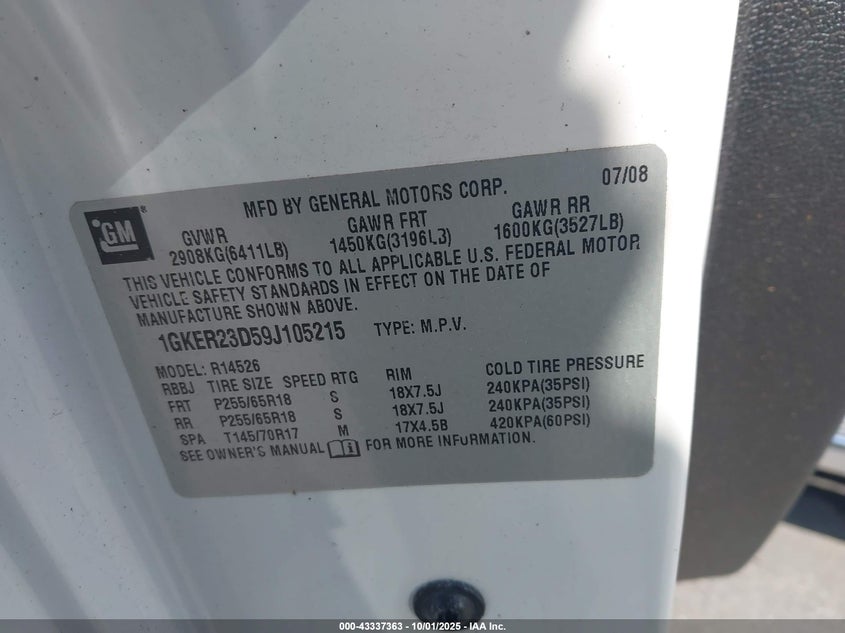 GM
MFD BY GENERAL MOTORS CORP. 07/08
GVWR GAWR FRT GAWR RR
2908KG(6411LB) 1450KG(3196LB) 1600KG(3527LB)
THIS VEHICLE CONFORMS TO ALL APPLICABLE U.S. FEDERAL MOTOR
VEHICLE SAFETY STANDARDS IN EFFECT ON THE DATE OF
MANUFACTURE SHOWN ABOVE.
1GKER23D59J105215 TYPE: M.P.V.
MODEL: R14526
RBBJ TIRE SIZE SPEED RTG RIM COLD TIRE PRESSURE
FRT P255/65R18 S 18X7.5J 240KPA(35PSI)
RR P255/65R18 S 18X7.5J 240KPA(35PSI)
SPA T145/70R17 M 17X4.5B 420KPA(60PSI)
SEE OWNER'S MANUAL FOR MORE INFORMATION.
000-43337363 - 10/01/2025 - IAA Inc.